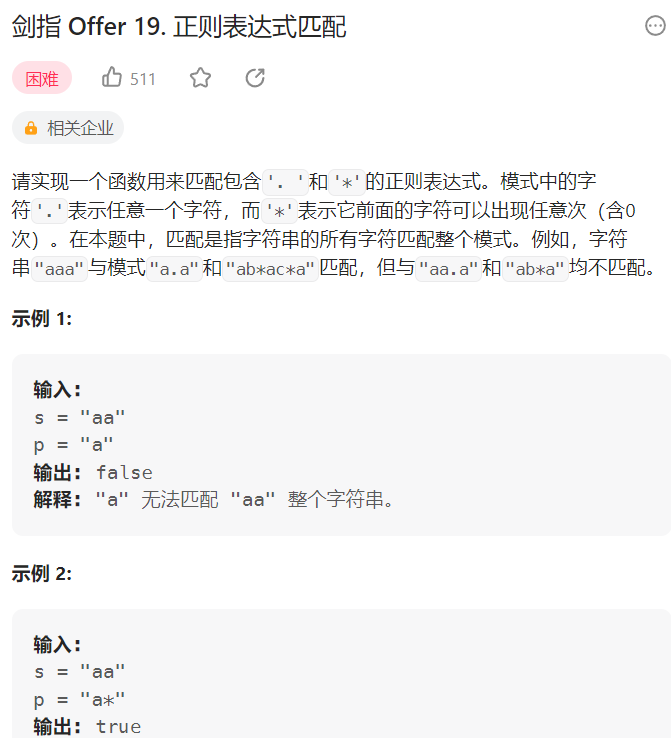 剑指 Offer 19. 正则表达式匹配
困难 511
相关企业
请实现一个函数用来匹配包含'. '和'*'的正则表达式。模式中的字
符'.'表示任意一个字符，而'*'表示它前面的字符可以出现任意次（含0
次）。在本题中，匹配是指字符串的所有字符匹配整个模式。例如，字符
串"aaa"与模式"a.a"和"ab*ac*a"匹配，但与"aa.a"和"ab*a"均不匹配。
示例 1:
输入：
s = "aa"
p = "a"
输出：false
解释："a" 无法匹配 "aa" 整个字符串。
示例 2:
输入：
s = "aa"
p = "a*"
输出：true